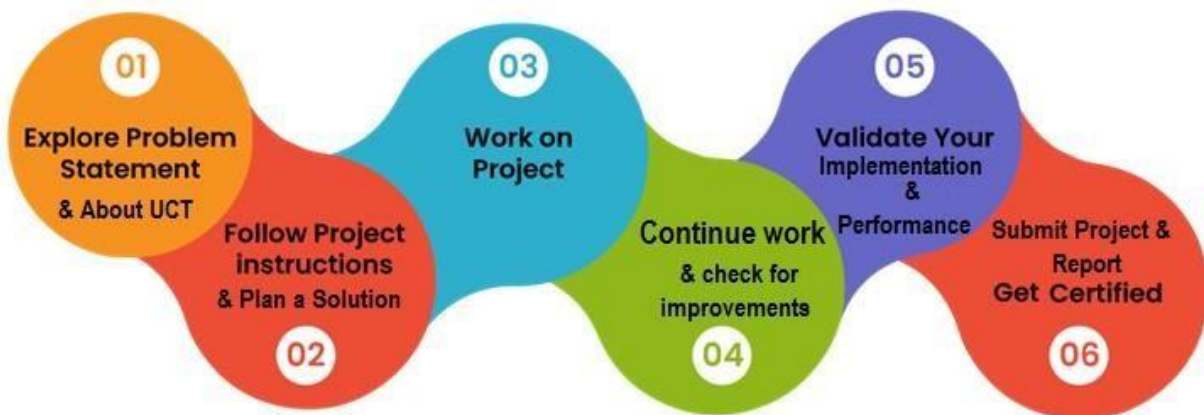 01
Explore Problem
Statement
& About UCT
Follow Project
instructions
& Plan a Solution
02
03
Work on
Project
Continue work
& check for
improvements
04
05
Validate Your
Implementation
&
Performance
Submit Project &
Report
Get Certified
06